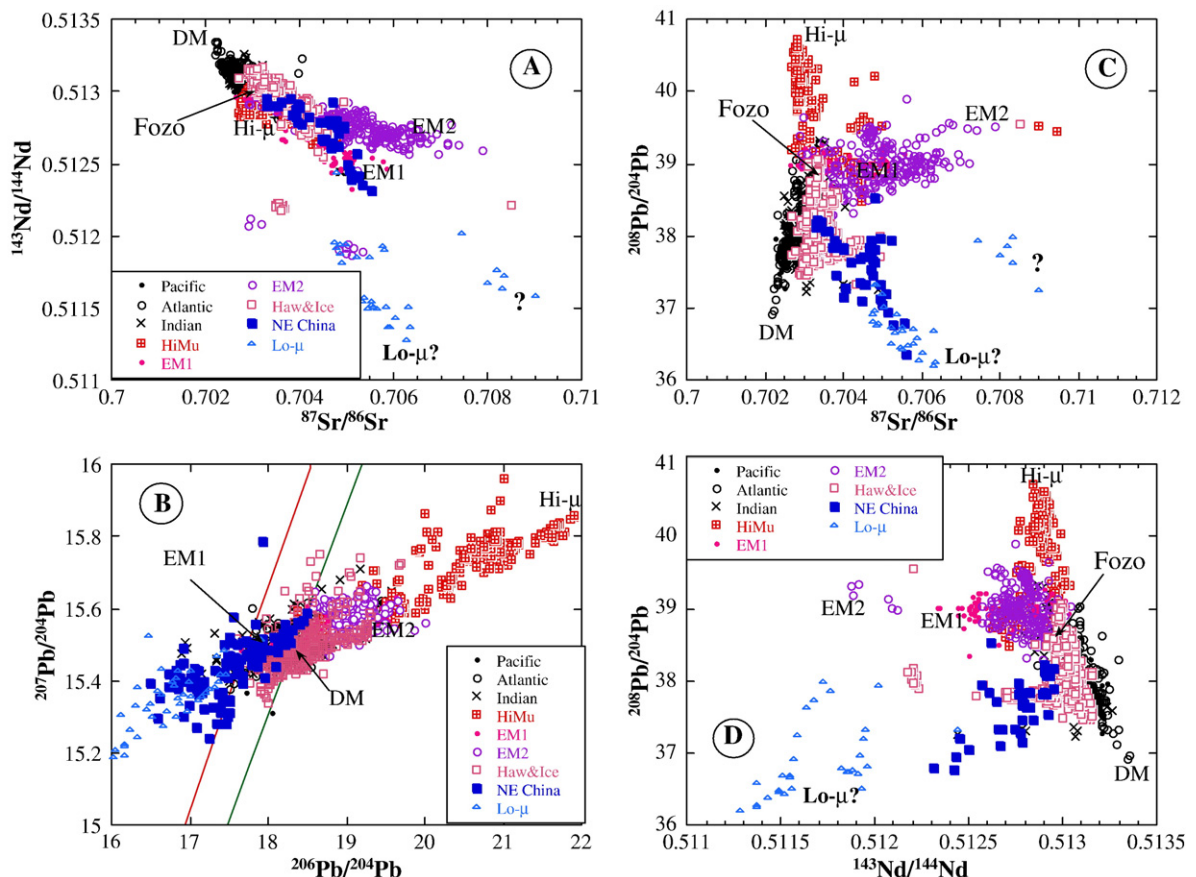 0.5135
DM
A
0.513
Fozo
Hi-μ
EM2
0.5125
EM1
143Nd/144Nd
0.512
Pacific
EM2
Atlantic
Haw&Ice
Indian
NE China
HiMu
Lo-μ
EM1
0.5115
?
Lo-μ?
0.511
0.7 0.702 0.704 0.706 0.708 0.71
87Sr/86Sr
41
Hi-μ
C
40
Fozo
EM2
39
EM1
208Pb/204Pb
38
?
37
DM
Lo-μ?
36
0.7 0.702 0.704 0.706 0.708 0.71 0.712
87Sr/86Sr
16
B
Hi-μ
15.8
EM1
15.6
EM2
207Pb/204Pb
15.4
DM
15.2
Pacific
Atlantic
Indian
HiMu
EM1
EM2
Haw&Ice
NE China
Lo-μ
15
16 17 18 19 20 21 22
206Pb/204Pb
41
Pacific
EM2
Atlantic
Haw&Ice
Indian
NE China
HiMu
Lo-μ
EM1
Hi-μ
40
Fozo
EM2
39
EM1
208Pb/204Pb
38
D
37
DM
Lo-μ?
36
0.511 0.5115 0.512 0.5125 0.513 0.5135
143Nd/144Nd